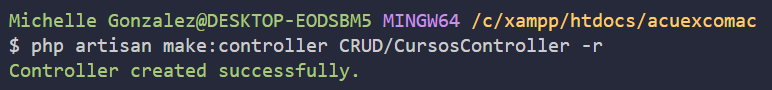 Michelle Gonzalez@DESKTOP-EODSBM5 MINGW64 /c/xampp/htdocs/acuexcomac
$ php artisan make:controller CRUD/CursosController -r
Controller created successfully.